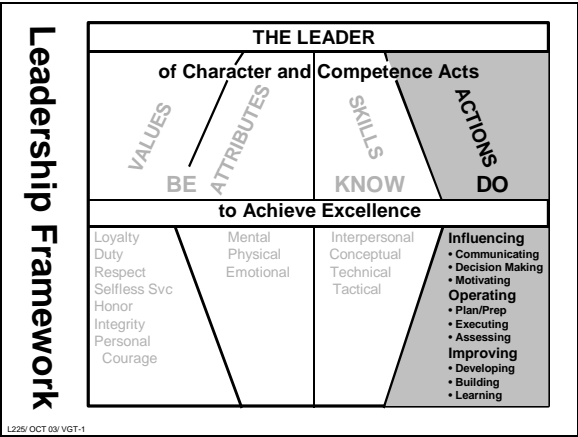 Leadership Framework
THE LEADER
of Character and Competence Acts
VALUES
ATTRIBUTES
SKILLS
ACTIONS
BE
KNOW
DO
to Achieve Excellence
Loyalty
Duty
Respect
Selfless Svc
Honor
Integrity
Personal
Courage
Mental
Physical
Emotional
Interpersonal
Conceptual
Technical
Tactical
Influencing
• Communicating
• Decision Making
• Motivating
Operating
• Plan/Prep
• Executing
• Assessing
Improving
• Developing
• Building
• Learning
L225/ OCT 03/ VGT-1